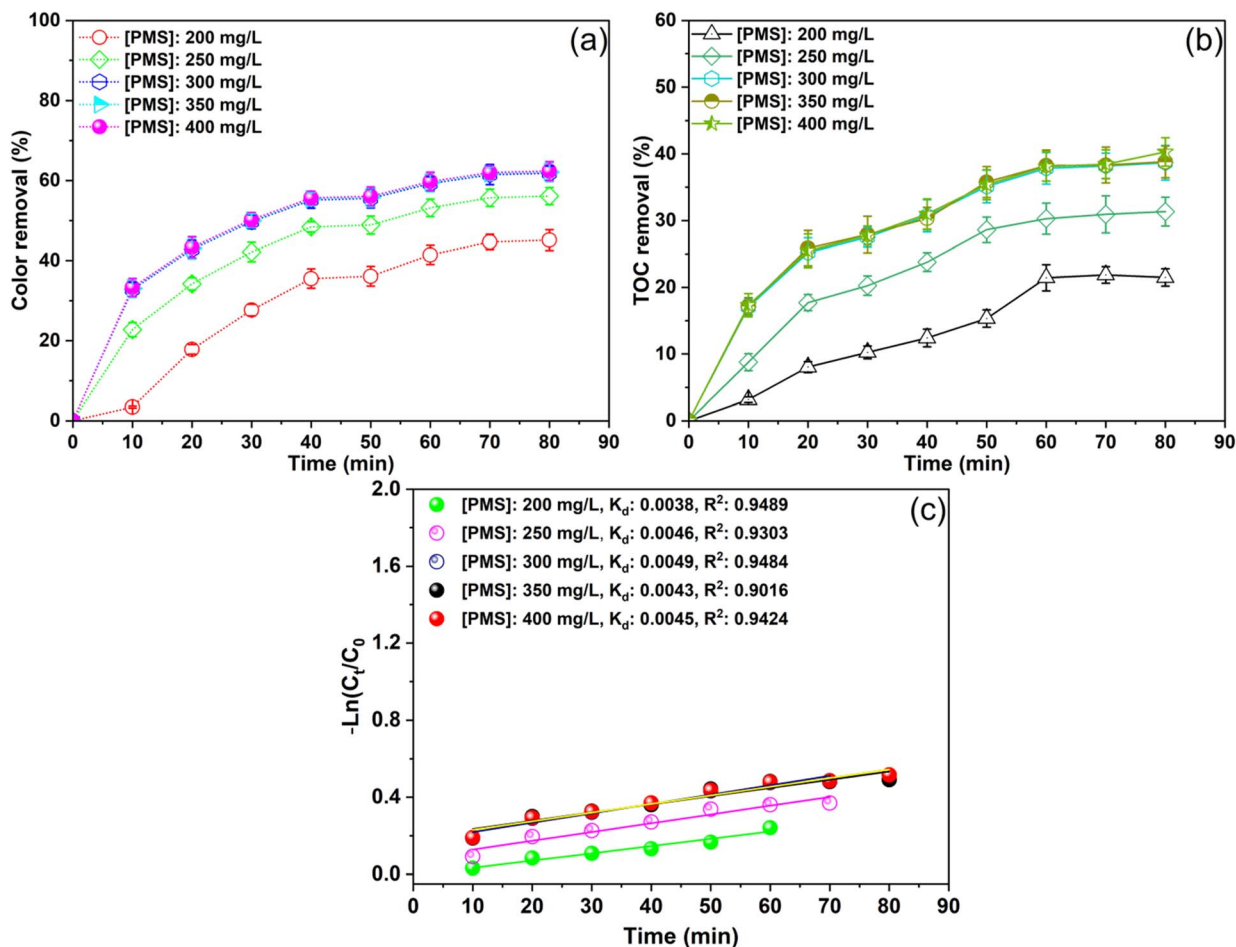 (a)
[PMS]: 200 mg/L
[PMS]: 250 mg/L
[PMS]: 300 mg/L
[PMS]: 350 mg/L
[PMS]: 400 mg/L
Color removal (%)
100
80
60
40
20
0
0 10 20 30 40 50 60 70 80 90
Time (min)
(b)
[PMS]: 200 mg/L
[PMS]: 250 mg/L
[PMS]: 300 mg/L
[PMS]: 350 mg/L
[PMS]: 400 mg/L
TOC removal (%)
60
50
40
30
20
10
0
0 10 20 30 40 50 60 70 80 90
Time (min)
(c)
[PMS]: 200 mg/L, K_d: 0.0038, R²: 0.9489
[PMS]: 250 mg/L, K_d: 0.0046, R²: 0.9303
[PMS]: 300 mg/L, K_d: 0.0049, R²: 0.9484
[PMS]: 350 mg/L, K_d: 0.0043, R²: 0.9016
[PMS]: 400 mg/L, K_d: 0.0045, R²: 0.9424
-Ln(C_t/C_0
2.0
1.6
1.2
0.8
0.4
0.0
0 10 20 30 40 50 60 70 80 90
Time (min)